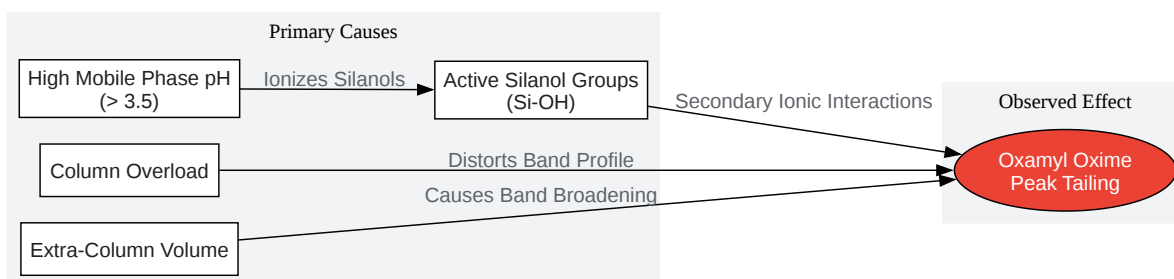 Primary Causes
High Mobile Phase pH
(> 3.5)
Ionizes Silanols
Active Silanol Groups
(Si-OH)
Secondary Ionic Interactions
Observed Effect
Oxamyl Oxime
Peak Tailing
Column Overload
Distorts Band Profile
Causes Band Broadening
Extra-Column Volume